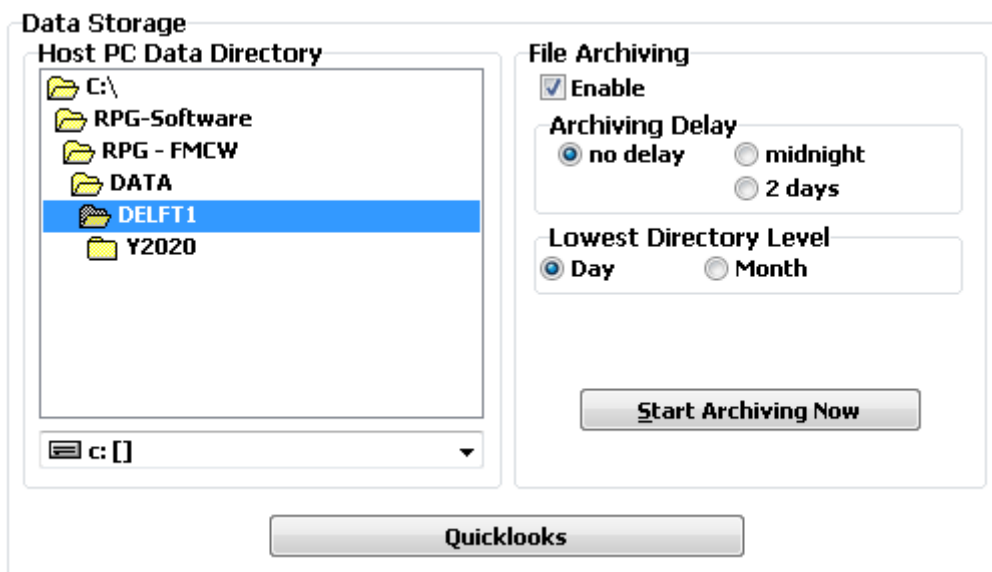 Data Storage
Host PC Data Directory
C:\
RPG-Software
RPG - FMCW
DATA
DELFT1
Y2020
c: []
File Archiving
Enable
Archiving Delay
no delay
midnight
2 days
Lowest Directory Level
Day
Month
Start Archiving Now
Quicklooks